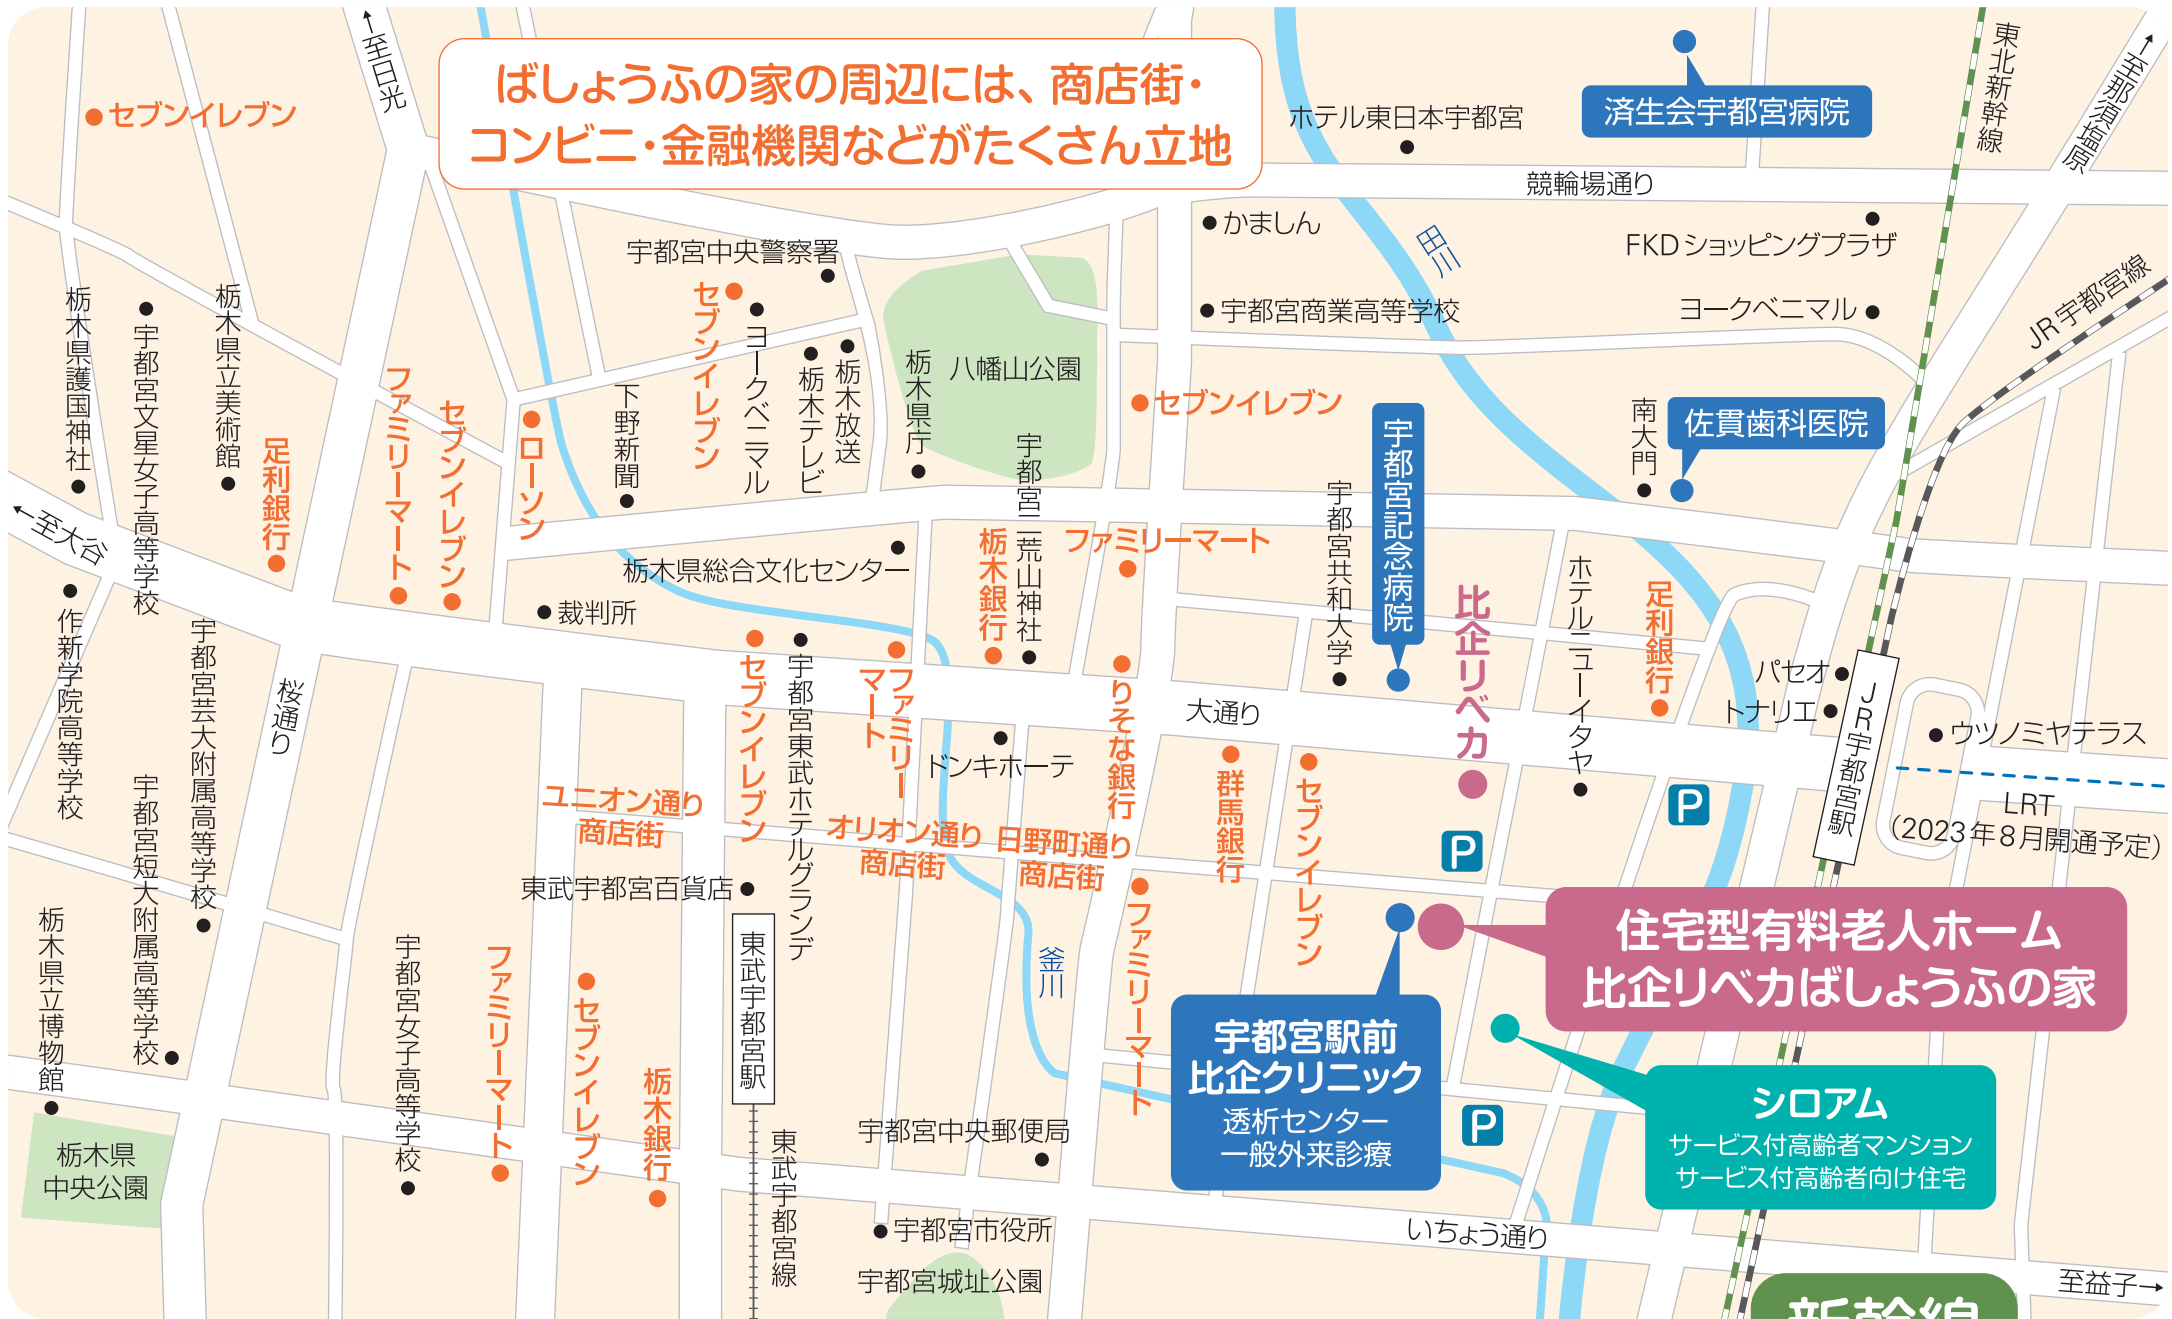 ばしょうふの家の周辺には、商店街・
コンビニ・金融機関などがたくさん立地
←至日光
セブンイレブン
ホテル東日本宇都宮
済生会宇都宮病院
東北新幹線
←至那須塩原
競輪場通り
かましん
田川
FKDショッピングプラザ
宇都宮中央警察署
セブンイレブン
ヨークベニマル
栃木テレビ
栃木放送
栃木県庁
八幡山公園
宇都宮商業高等学校
ヨークベニマル
JR宇都宮線
栃木県護国神社
宇都宮文星女子高等学校
栃木県立美術館
足利銀行
ファミリーマート
セブンイレブン
ローソン
下野新聞
宇都宮二荒山神社
セブンイレブン
宇都宮記念病院
南大門
佐貫歯科医院
←至大谷
栃木県総合文化センター
栃木銀行
ファミリーマート
宇都宮共和大学
比企リベカ
ホテルニューイタヤ
足利銀行
裁判所
作新学院高等学校
宇都宮芸大附属高等学校
桜通り
セブンイレブン
宇都宮東武ホテルグランデ
ファミリー
マート
りそな銀行
大通り
パセオ
トナリエ
JR宇都宮駅
ウツノミヤテラス
ドンキホーテ
群馬銀行
セブンイレブン
P
P
LRT
（2023年8月開通予定）
ユニオン通り
商店街
オリオン通り
商店街
日野町通り
商店街
宇都宮短大附属高等学校
東武宇都宮百貨店
東武宇都宮駅
ファミリーマート
住宅型有料老人ホーム
比企リベカばしょうふの家
栃木県立博物館
宇都宮女子高等学校
ファミリーマート
セブンイレブン
栃木銀行
釜川
宇都宮駅前
比企クリニック
透析センター
一般外来診療
シロアム
サービス付高齢者マンション
サービス付高齢者向け住宅
P
栃木県
中央公園
東武宇都宮線
宇都宮中央郵便局
宇都宮市役所
宇都宮城址公園
いちょう通り
至益子→
新幹線